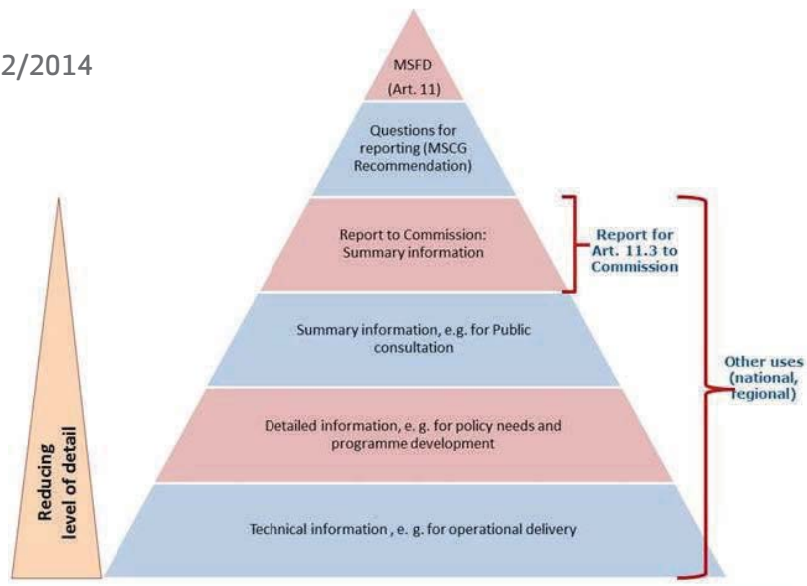 2/2014
MSFD
(Art. 11)
Questions for
reporting (MSCG
Recommendation)
Report to Commission:
Summary information
Report for
Art. 11.3 to
Commission
Summary information, e.g. for Public
consultation
Other uses
(national,
regional)
Detailed information, e. g. for policy needs and
programme development
Reducing
level of detail
Technical information , e. g. for operational delivery